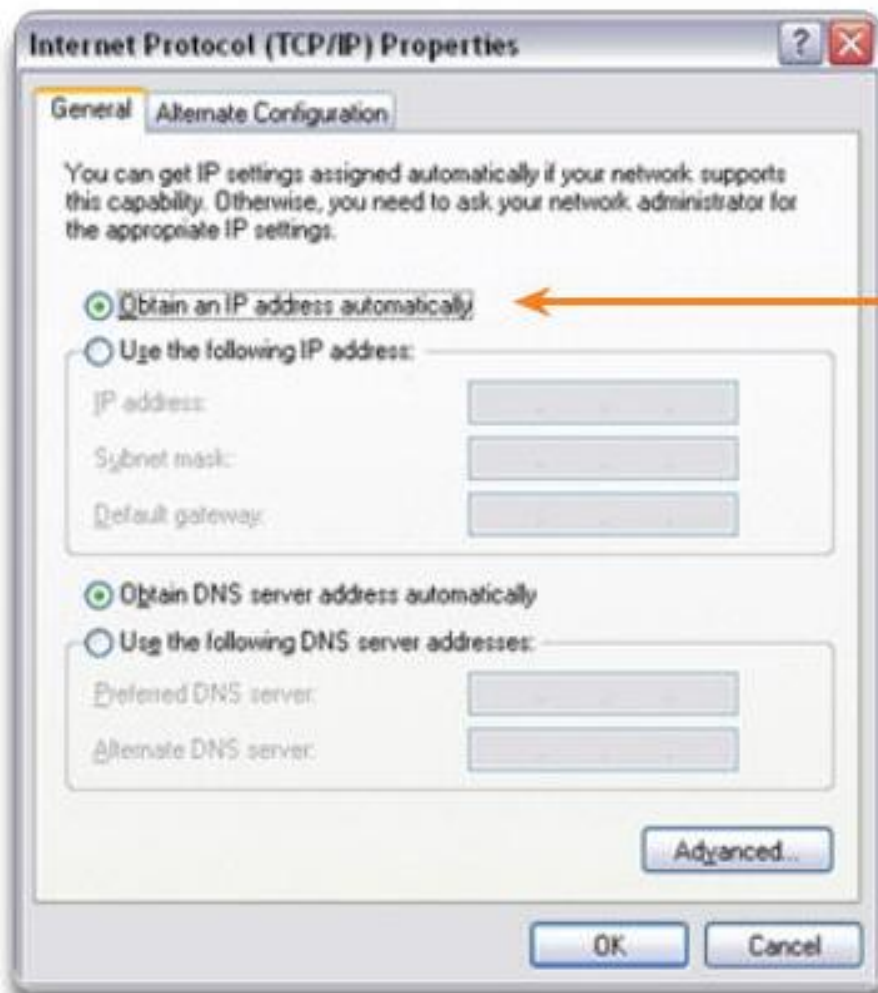 Internet Protocol (TCP/IP) Properties
General
Alternate Configuration
You can get IP settings assigned automatically if your network supports
this capability. Otherwise, you need to ask your network administrator for
the appropriate IP settings.
Obtain an IP address automatically
Use the following IP address:
IP address:
Subnet mask:
Default gateway:
Obtain DNS server address automatically
Use the following DNS server addresses:
Preferred DNS server:
Alternate DNS server:
Advanced...
OK
Cancel